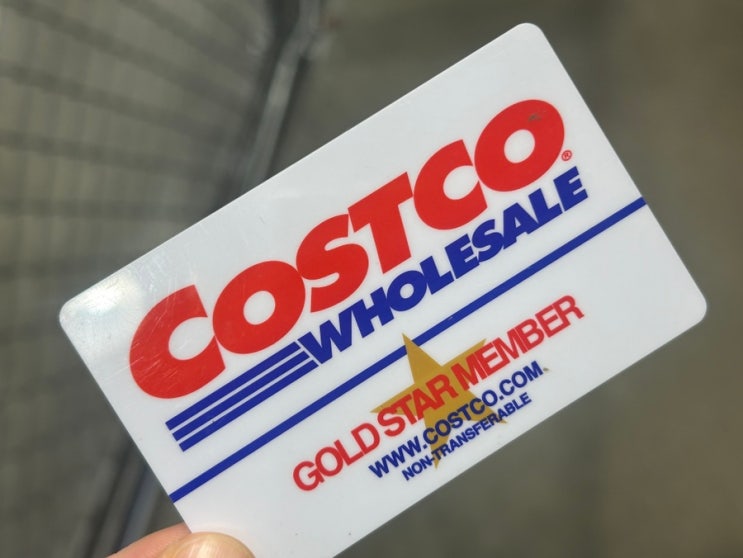 COSTCO®
WHOLESALE
GOLD STAR MEMBER
WWW.COSTCO.COM
NON-TRANSFERABLE